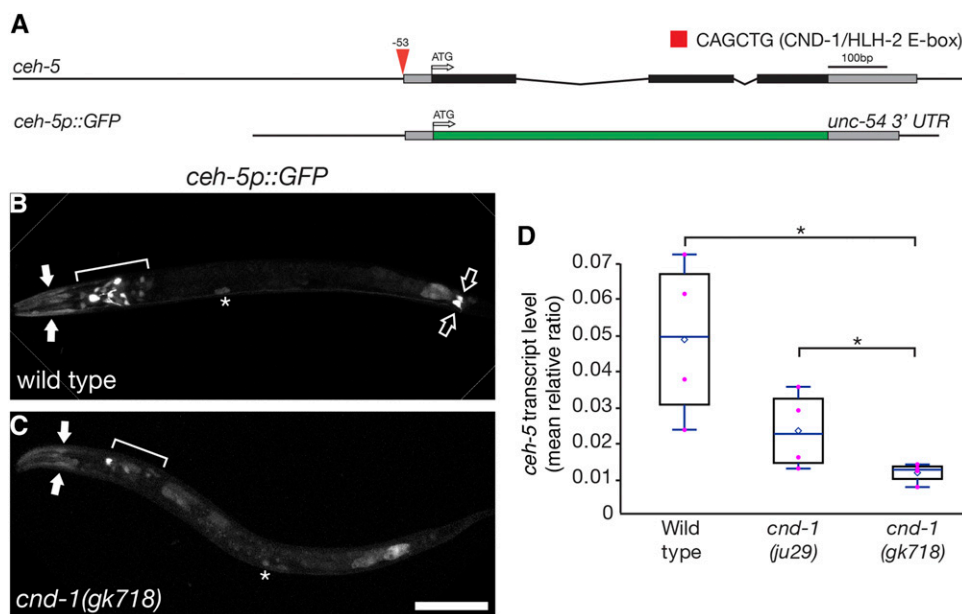 A
-53
CAGCTG (CND-1/HLH-2 E-box)
ceh-5
ATG
100bp
ceh-5p::GFP
ATG
unc-54 3' UTR
ceh-5p::GFP
B
*
wild type
C
*
cnd-1(gk718)
D
ceh-5 transcript level
(mean relative ratio)
*
*
0.08
0.07
0.06
0.05
0.04
0.03
0.02
0.01
0
Wild
type
cnd-1
(ju29)
cnd-1
(gk718)